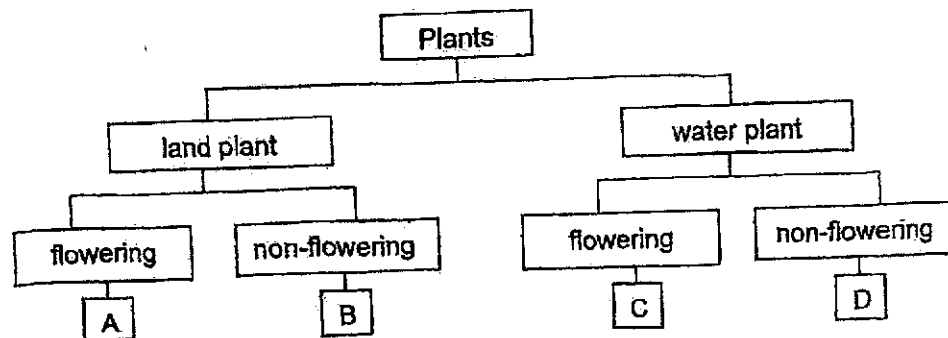 Plants
land plant
water plant
flowering
non-flowering
flowering
non-flowering
A
B
C
D